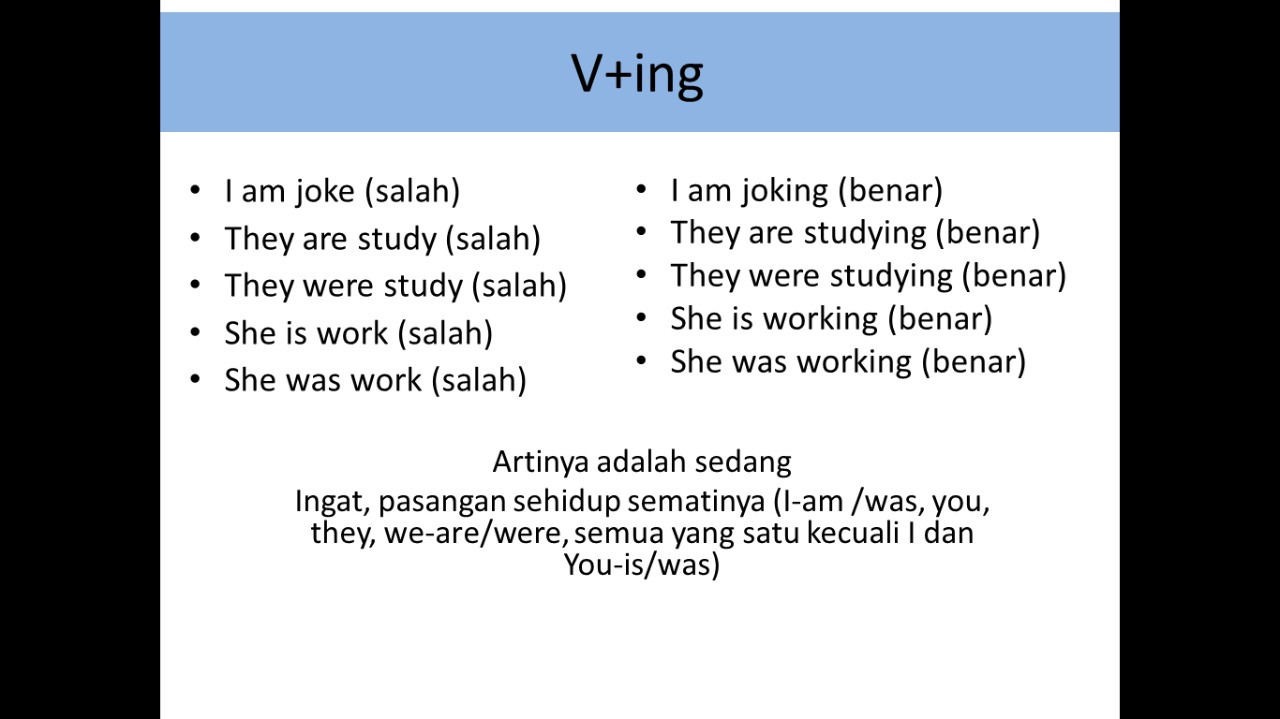 V+ing
• I am joke (salah)
• They are study (salah)
• They were study (salah)
• She is work (salah)
• She was work (salah)
• I am joking (benar)
• They are studying (benar)
• They were studying (benar)
• She is working (benar)
• She was working (benar)
Artinya adalah sedang
Ingat, pasangan sehidup sematinya (I-am /was, you,
they, we-are/were, semua yang satu kecuali I dan
You-is/was)